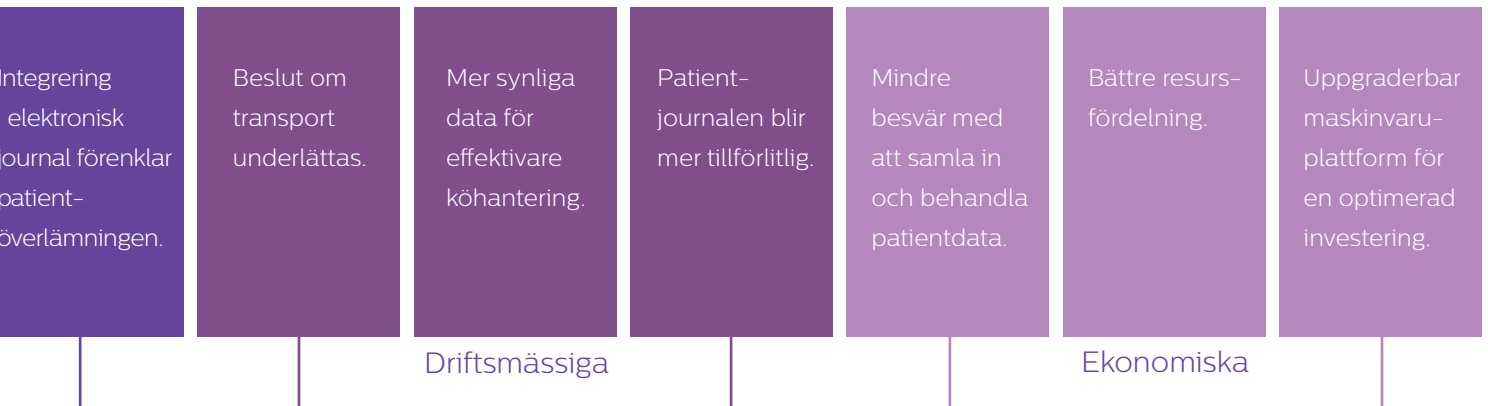 Integrering
i elektronisk
journal förenklar
patient-
överlämningen.
Beslut om
transport
underlättas.
Mer synliga
data för
effektivare
köhantering.
Patient-
journalen blir
mer tillförlitlig.
Mindre
besvär med
att samla in
och behandla
patientdata.
Bättre resurs-
fördelning.
Uppgraderbar
maskinvaru-
plattform för
en optimerad
investering.
Driftsmässiga
Ekonomiska